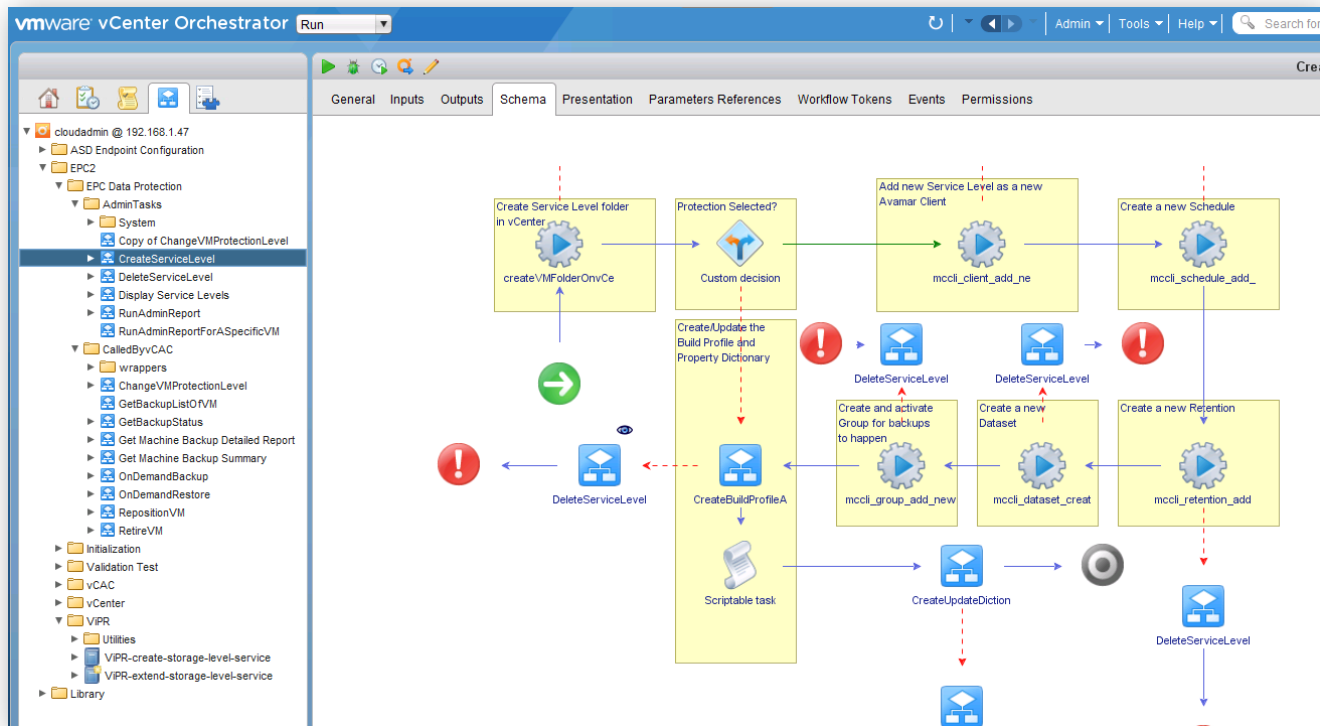 vmware vCenter Orchestrator Run
Admin Tools Help Search for
Crea
General Inputs Outputs Schema Presentation Parameters References Workflow Tokens Events Permissions
cloudadmin @ 192.168.1.47
ASD Endpoint Configuration
EPC2
EPC Data Protection
AdminTasks
System
Copy of ChangeVMProtectionLevel
CreateServiceLevel
DeleteServiceLevel
Display Service Levels
RunAdminReport
RunAdminReportForASpecificVM
CalledByvCAC
wrappers
ChangeVMProtectionLevel
GetBackupListOfVM
GetBackupStatus
Get Machine Backup Detailed Report
Get Machine Backup Summary
OnDemandBackup
OnDemandRestore
RepositionVM
RetireVM
Initialization
Validation Test
vCAC
vCenter
ViPR
Utilities
ViPR-create-storage-level-service
ViPR-extend-storage-level-service
Library
Create Service Level folder
in vCenter
createVMFolderOnvCe
Protection Selected?
Custom decision
Add new Service Level as a new
Avamar Client
mccli_client_add_ne
Create a new Schedule
mccli_schedule_add_
Create/Update the
Build Profile and
Property Dictionary
DeleteServiceLevel
DeleteServiceLevel
Create and activate
Group for backups
to happen
mccli_group_add_new
Create a new
Dataset
mccli_dataset_creat
Create a new Retention
mccli_retention_add
DeleteServiceLevel
CreateBuildProfileA
Scriptable task
CreateUpdateDiction
DeleteServiceLevel